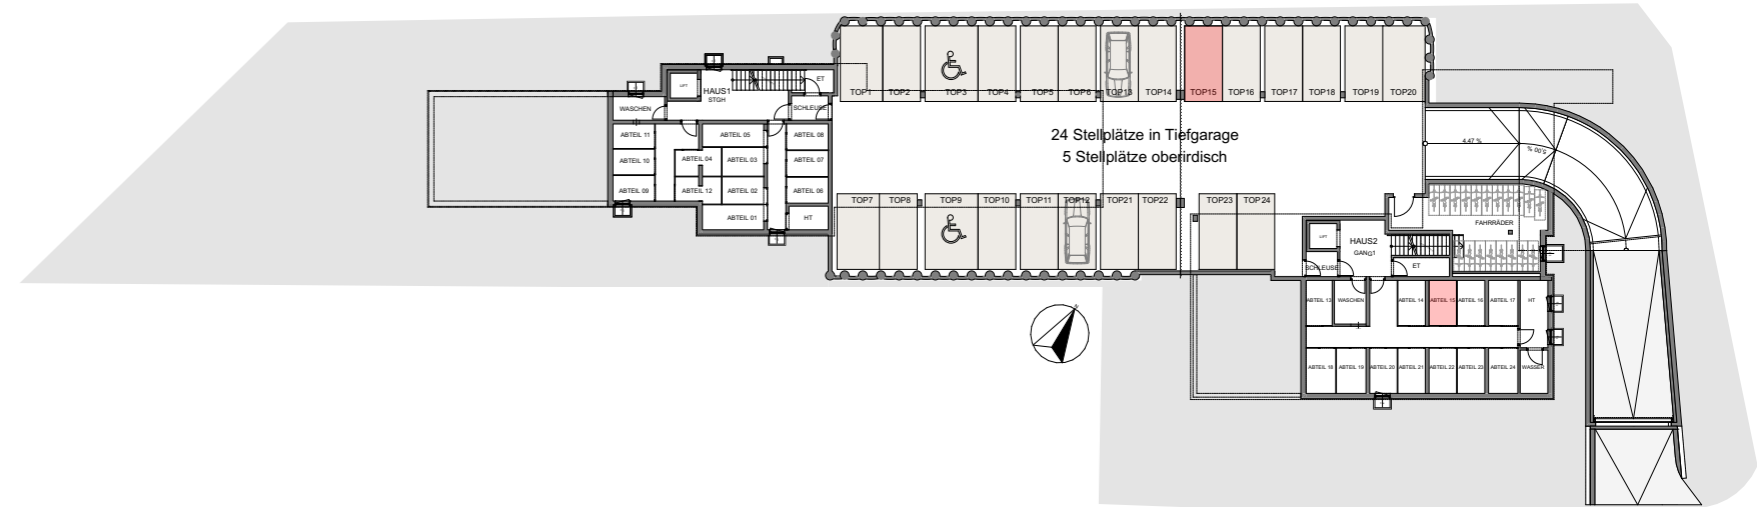 TOP1 TOP2 TOP3 TOP4 TOP5 TOP6 TOP13 TOP14 TOP15 TOP16 TOP17 TOP18 TOP19 TOP20
24 Stellplätze in Tiefgarage
5 Stellplätze oberirdisch
TOP7 TOP8 TOP9 TOP10 TOP11 TOP12 TOP21 TOP22 TOP23 TOP24
LIFT
HAUS1
STGH
ET
WASCHEN
SCHLEUSE
ABTEIL 11
ABTEIL 05
ABTEIL 08
ABTEIL 10
ABTEIL 04
ABTEIL 03
ABTEIL 07
ABTEIL 09
ABTEIL 12
ABTEIL 02
ABTEIL 06
ABTEIL 01
HT
4.47 %
5.00 %
FAHRRÄDER
LIFT
HAUS2
GANG1
SCHLEUSE
ET
ABTEIL 13
WASCHEN
ABTEIL 14
ABTEIL 15
ABTEIL 16
ABTEIL 17
HT
ABTEIL 18
ABTEIL 19
ABTEIL 20
ABTEIL 21
ABTEIL 22
ABTEIL 23
ABTEIL 24
WASSER